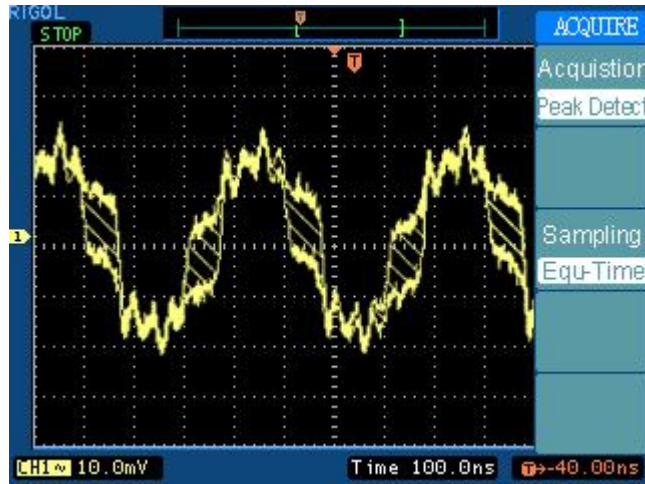 RIGOL
STOP
T
ACQUIRE
Acquistion
Peak Detect
T
1
Sampling
Equ-Time
CH1~ 10.0mV
Time 100.0ns
T→-40.00ns